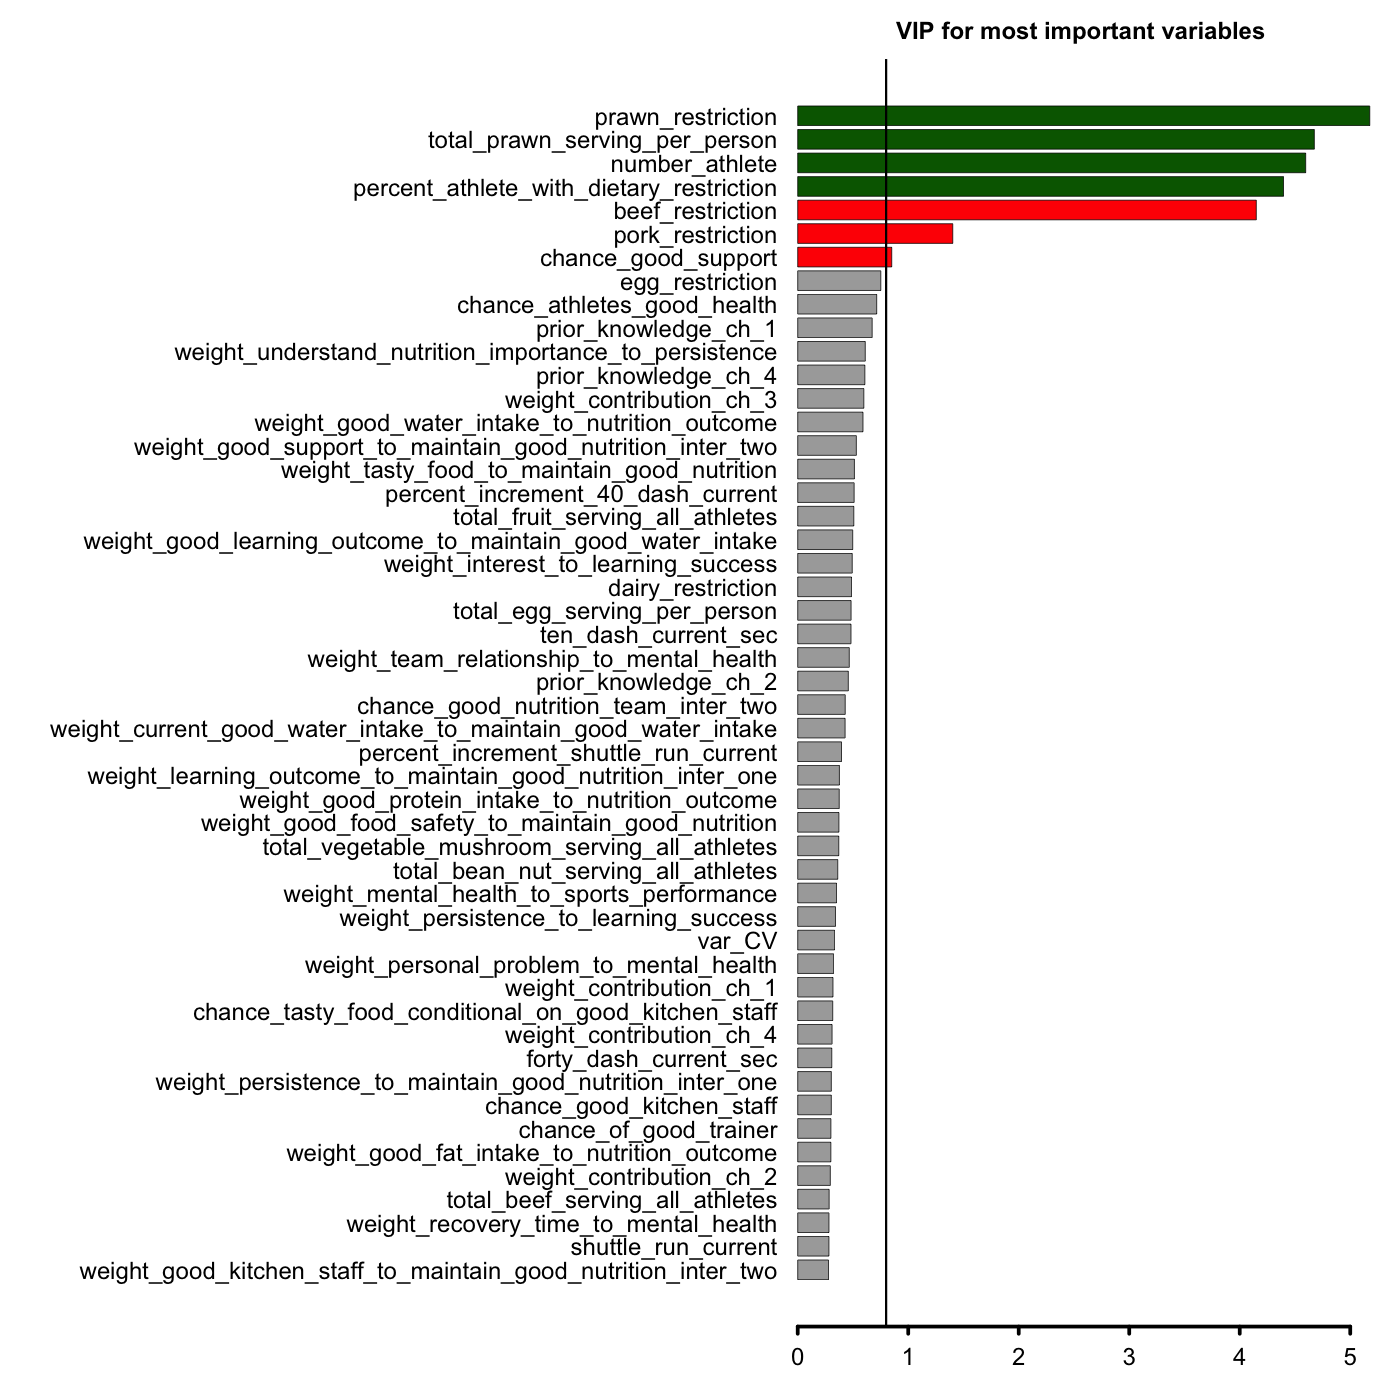 VIP for most important variables
prawn_restriction
total_prawn_serving_per_person
number_athlete
percent_athlete_with_dietary_restriction
beef_restriction
pork_restriction
chance_good_support
egg_restriction
chance_athletes_good_health
prior_knowledge_ch_1
weight_understand_nutrition_importance_to_persistence
prior_knowledge_ch_4
weight_contribution_ch_3
weight_good_water_intake_to_nutrition_outcome
weight_good_support_to_maintain_good_nutrition_inter_two
weight_tasty_food_to_maintain_good_nutrition
percent_increment_40_dash_current
total_fruit_serving_all_athletes
weight_good_learning_outcome_to_maintain_good_water_intake
weight_interest_to_learning_success
dairy_restriction
total_egg_serving_per_person
ten_dash_current_sec
weight_team_relationship_to_mental_health
prior_knowledge_ch_2
chance_good_nutrition_team_inter_two
weight_current_good_water_intake_to_maintain_good_water_intake
percent_increment_shuttle_run_current
weight_learning_outcome_to_maintain_good_nutrition_inter_one
weight_good_protein_intake_to_nutrition_outcome
weight_good_food_safety_to_maintain_good_nutrition
total_vegetable_mushroom_serving_all_athletes
total_bean_nut_serving_all_athletes
weight_mental_health_to_sports_performance
weight_persistence_to_learning_success
var_CV
weight_personal_problem_to_mental_health
weight_contribution_ch_1
chance_tasty_food_conditional_on_good_kitchen_staff
weight_contribution_ch_4
forty_dash_current_sec
weight_persistence_to_maintain_good_nutrition_inter_one
chance_good_kitchen_staff
chance_of_good_trainer
weight_good_fat_intake_to_nutrition_outcome
weight_contribution_ch_2
total_beef_serving_all_athletes
weight_recovery_time_to_mental_health
shuttle_run_current
weight_good_kitchen_staff_to_maintain_good_nutrition_inter_two
0 1 2 3 4 5